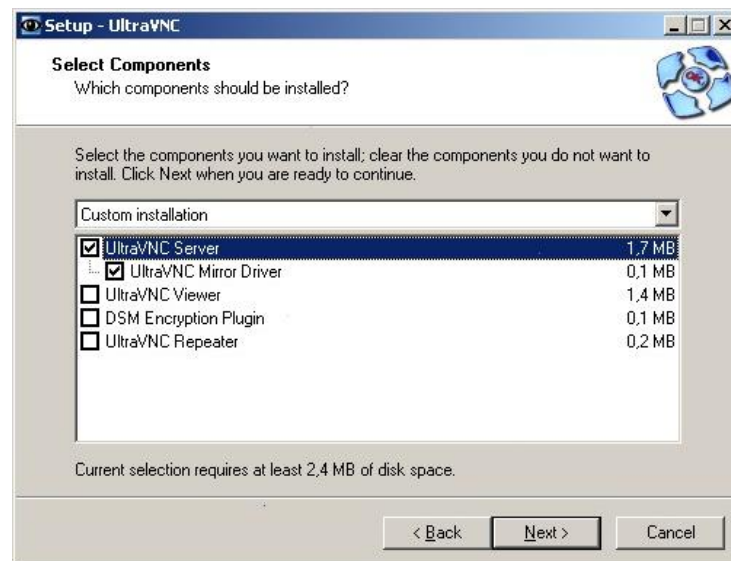 Setup - UltraVNC
Select Components
Which components should be installed?
Select the components you want to install; clear the components you do not want to
install. Click Next when you are ready to continue.
Custom installation
UltraVNC Server 1,7 MB
UltraVNC Mirror Driver 0,1 MB
UltraVNC Viewer 1,4 MB
DSM Encryption Plugin 0,1 MB
UltraVNC Repeater 0,2 MB
Current selection requires at least 2,4 MB of disk space.
< Back Next > Cancel